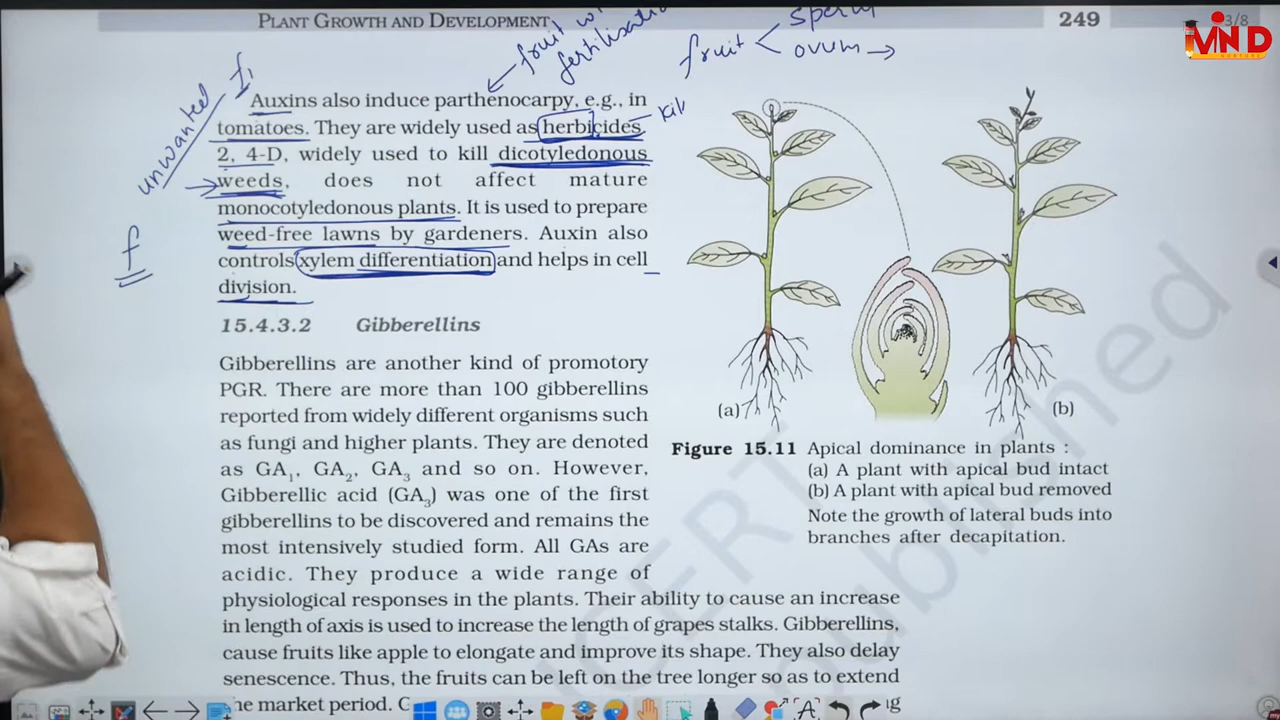 PLANT GROWTH AND DEVELOPMENT
249
3/8
MIND
fruit
fertilisati
fruit < sperm
ovum →
unwanted
f,
Auxins also induce parthenocarpy, e.g., in
tomatoes. They are widely used as herbicides.
kill
2, 4-D, widely used to kill dicotyledonous
weeds, does not affect mature
monocotyledonous plants. It is used to prepare
weed-free lawns by gardeners. Auxin also
f
controls xylem differentiation and helps in cell
division.
15.4.3.2 Gibberellins
Gibberellins are another kind of promotory
PGR. There are more than 100 gibberellins
reported from widely different organisms such
as fungi and higher plants. They are denoted
as GA1, GA2, GA3 and so on. However,
Gibberellic acid (GA3) was one of the first
gibberellins to be discovered and remains the
most intensively studied form. All GAs are
acidic. They produce a wide range of
physiological responses in the plants. Their ability to cause an increase
in length of axis is used to increase the length of grapes stalks. Gibberellins,
cause fruits like apple to elongate and improve its shape. They also delay
senescence. Thus, the fruits can be left on the tree longer so as to extend
he market period. G
(a)
(b)
Figure 15.11 Apical dominance in plants :
(a) A plant with apical bud intact
(b) A plant with apical bud removed
Note the growth of lateral buds into
branches after decapitation.